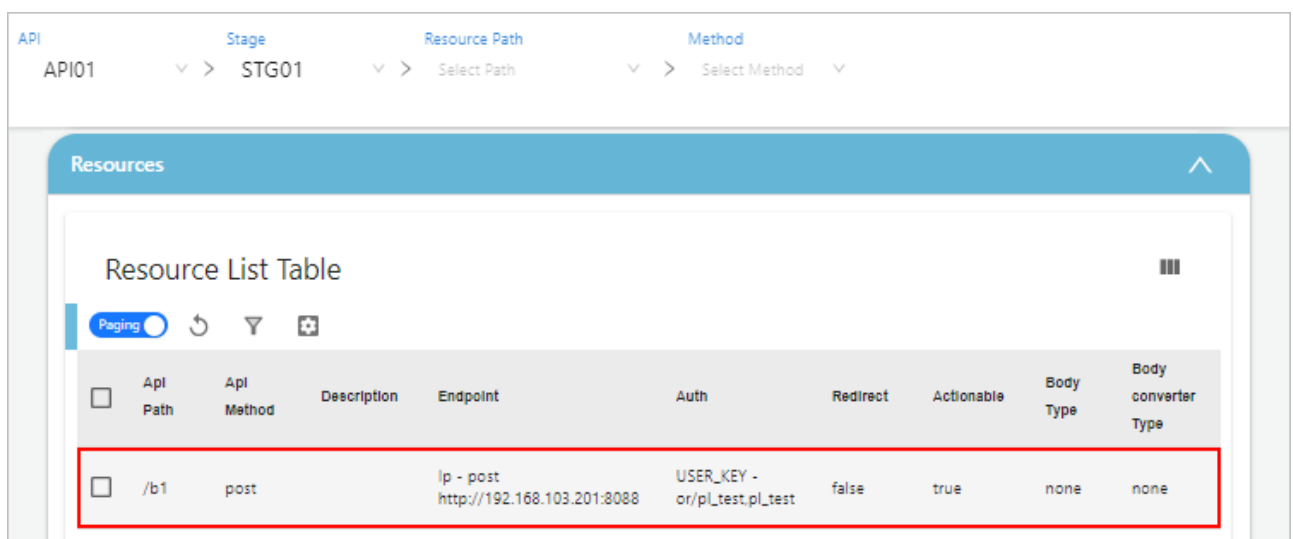 API Stage Resource Path Method
API01 > STG01 > Select Path > Select Method
Resources
Resource List Table
Paging
Api Path Api Method Description Endpoint Auth Redirect Actionable Body Type Body converter Type
/b1 post Ip - post http://192.168.103.201:8088 USER_KEY - or/pl_test,pl_test false true none none